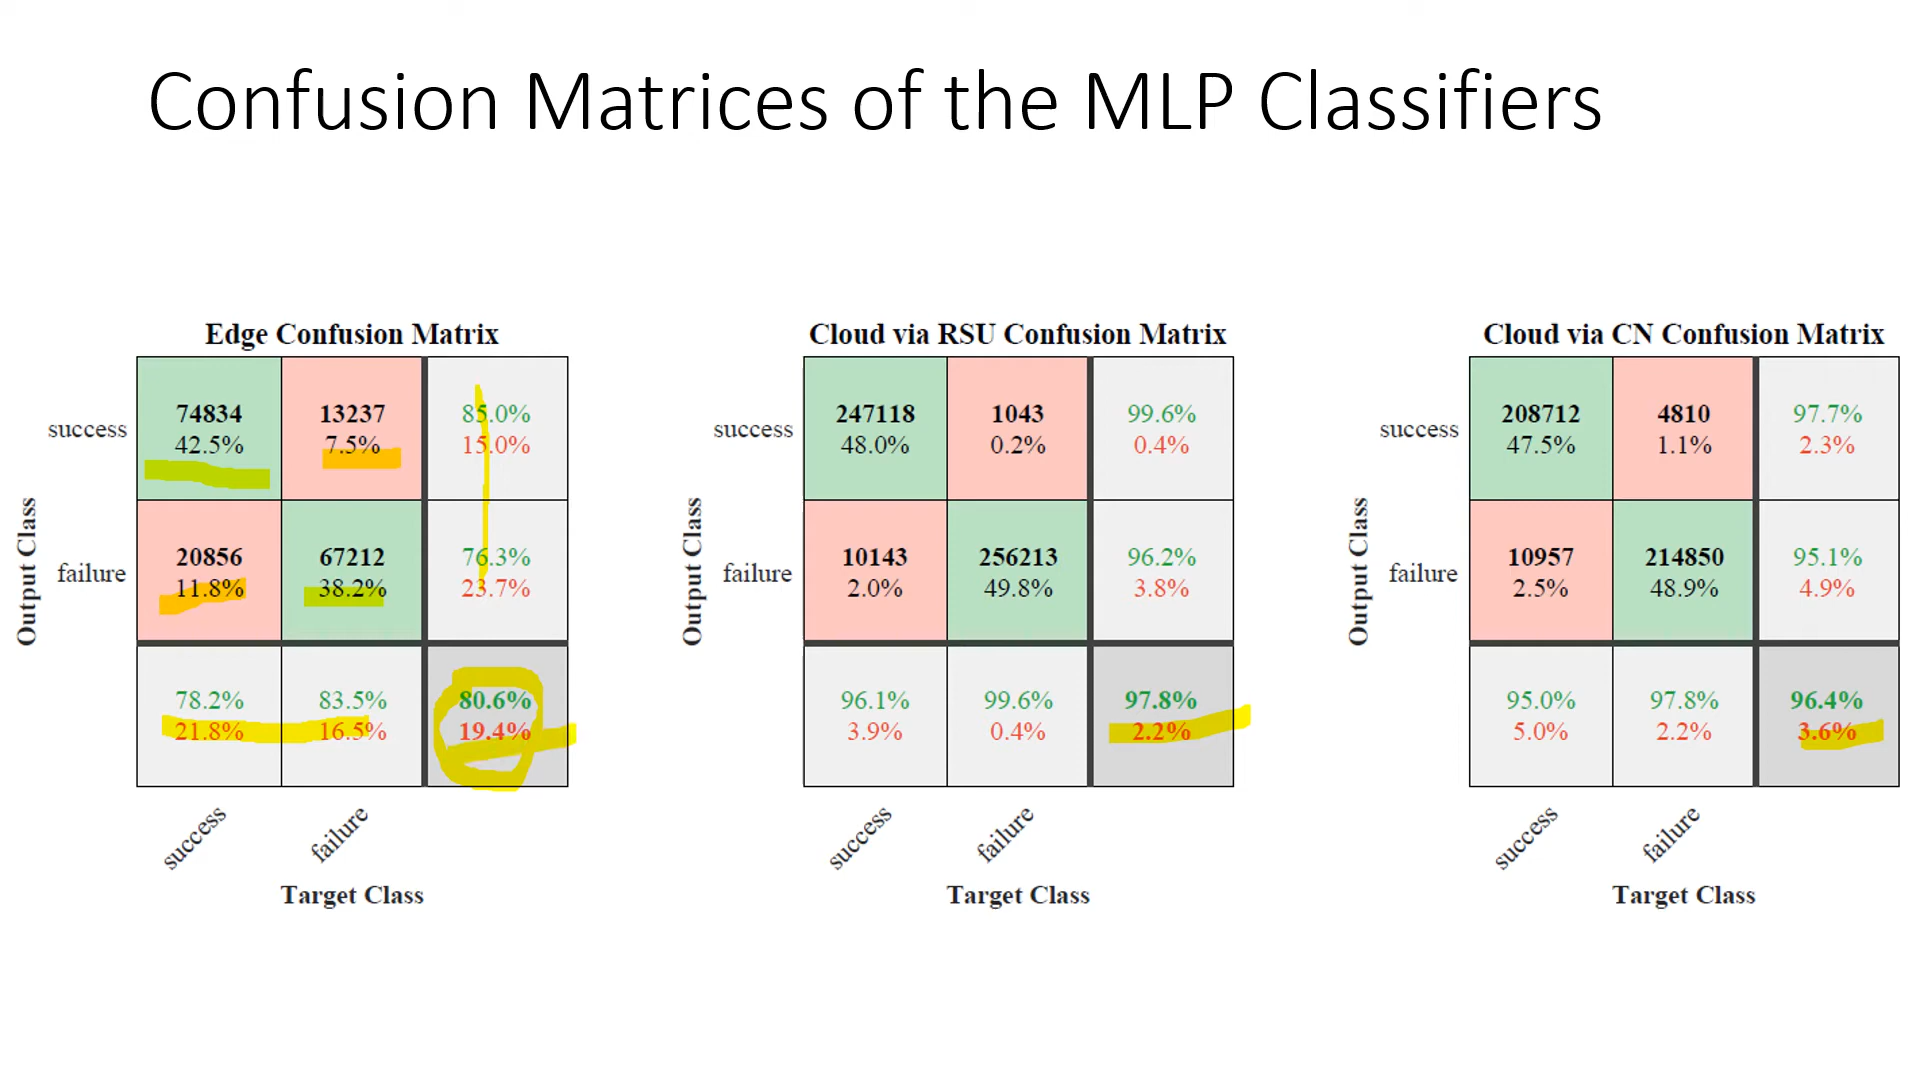 Confusion Matrices of the MLP Classifiers
Edge Confusion Matrix
Output Class
success
74834
42.5%
13237
7.5%
85.0%
15.0%
failure
20856
11.8%
67212
38.2%
76.3%
23.7%
78.2%
21.8%
83.5%
16.5%
80.6%
19.4%
success
failure
Target Class
Cloud via RSU Confusion Matrix
Output Class
success
247118
48.0%
1043
0.2%
99.6%
0.4%
failure
10143
2.0%
256213
49.8%
96.2%
3.8%
96.1%
3.9%
99.6%
0.4%
97.8%
2.2%
success
failure
Target Class
Cloud via CN Confusion Matrix
Output Class
success
208712
47.5%
4810
1.1%
97.7%
2.3%
failure
10957
2.5%
214850
48.9%
95.1%
4.9%
95.0%
5.0%
97.8%
2.2%
96.4%
3.6%
success
failure
Target Class